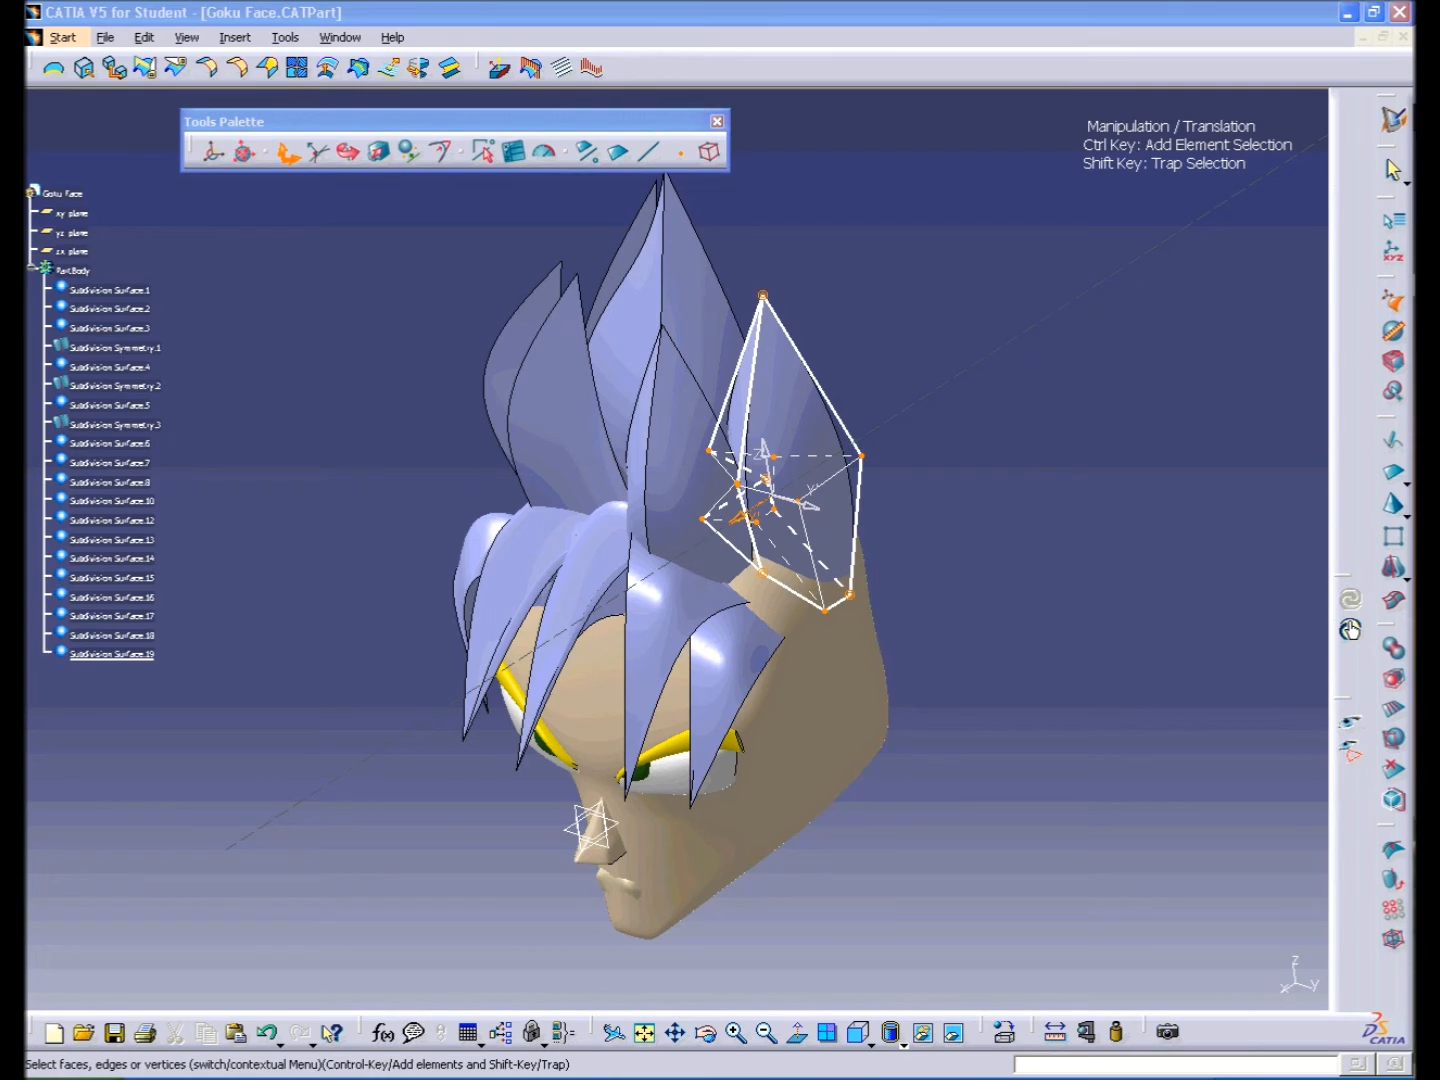 CATIA V5 for Student - [Goku Face.CATPart]
Start File Edit View Insert Tools Window Help
Tools Palette
Manipulation / Translation
Ctrl Key: Add Element Selection
Shift Key: Trap Selection
Goku Face
xy plane
yz plane
zx plane
PartBody
Subdivision Surface.1
Subdivision Surface.2
Subdivision Surface.3
Subdivision Symmetry.1
Subdivision Surface.4
Subdivision Symmetry.2
Subdivision Surface.5
Subdivision Symmetry.3
Subdivision Surface.6
Subdivision Surface.7
Subdivision Surface.8
Subdivision Surface.10
Subdivision Surface.12
Subdivision Surface.13
Subdivision Surface.14
Subdivision Surface.15
Subdivision Surface.16
Subdivision Surface.17
Subdivision Surface.18
Subdivision Surface.19
XYZ
z
x y
f(x)
CATIA
Select faces, edges or vertices (switch/contextual Menu)(Control-Key/Add elements and Shift-Key/Trap)